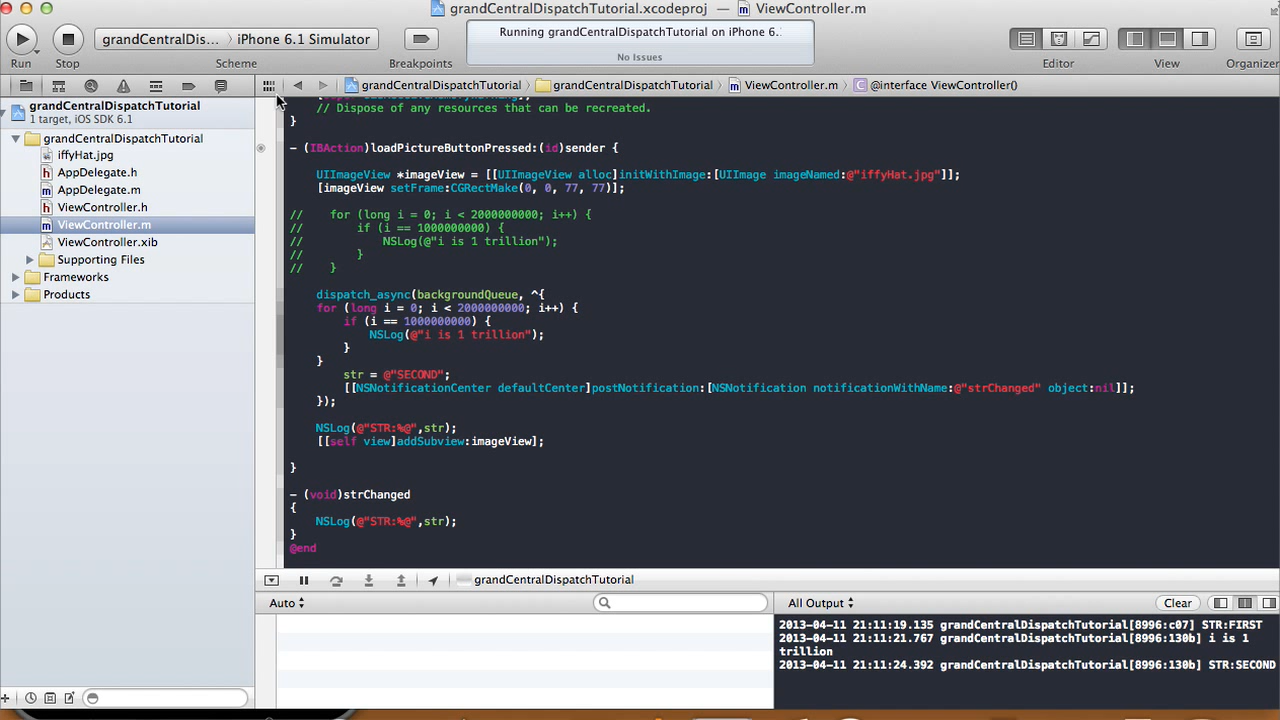 grandCentralDispatchTutorial.xcodeproj — ViewController.m
grandCentralDis... iPhone 6.1 Simulator
Running grandCentralDispatchTutorial on iPhone 6.:
No Issues
Run Stop Scheme Breakpoints Editor View Organizer
grandCentralDispatchTutorial grandCentralDispatchTutorial ViewController.m @interface ViewController()
grandCentralDispatchTutorial
1 target, iOS SDK 6.1
grandCentralDispatchTutorial
iffyHat.jpg
AppDelegate.h
AppDelegate.m
ViewController.h
ViewController.m
ViewController.xib
Supporting Files
Frameworks
Products
// Dispose of any resources that can be recreated.
}
- (IBAction)loadPictureButtonPressed:(id)sender {
UIImageView *imageView = [[UIImageView alloc]initWithImage:[UIImage imageNamed:@"iffyHat.jpg"]];
[imageView setFrame:CGRectMake(0, 0, 77, 77)];
// for (long i = 0; i < 2000000000; i++) {
// if (i == 1000000000) {
// NSLog(@"i is 1 trillion");
// }
// }
dispatch_async(backgroundQueue, ^{
for (long i = 0; i < 2000000000; i++) {
if (i == 1000000000) {
NSLog(@"i is 1 trillion");
}
}
str = @"SECOND";
[[NSNotificationCenter defaultCenter]postNotification:[NSNotification notificationWithName:@"strChanged" object:nil]];
});
NSLog(@"STR:%@",str);
[[self view]addSubview:imageView];
}
- (void)strChanged
{
NSLog(@"STR:%@",str);
}
@end
grandCentralDispatchTutorial
Auto
All Output Clear
2013-04-11 21:11:19.135 grandCentralDispatchTutorial[8996:c07] STR:FIRST
2013-04-11 21:11:21.767 grandCentralDispatchTutorial[8996:130b] i is 1
trillion
2013-04-11 21:11:24.392 grandCentralDispatchTutorial[8996:130b] STR:SECOND